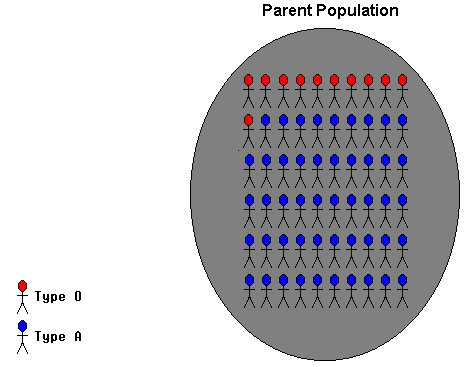 Parent Population
Type O
Type A